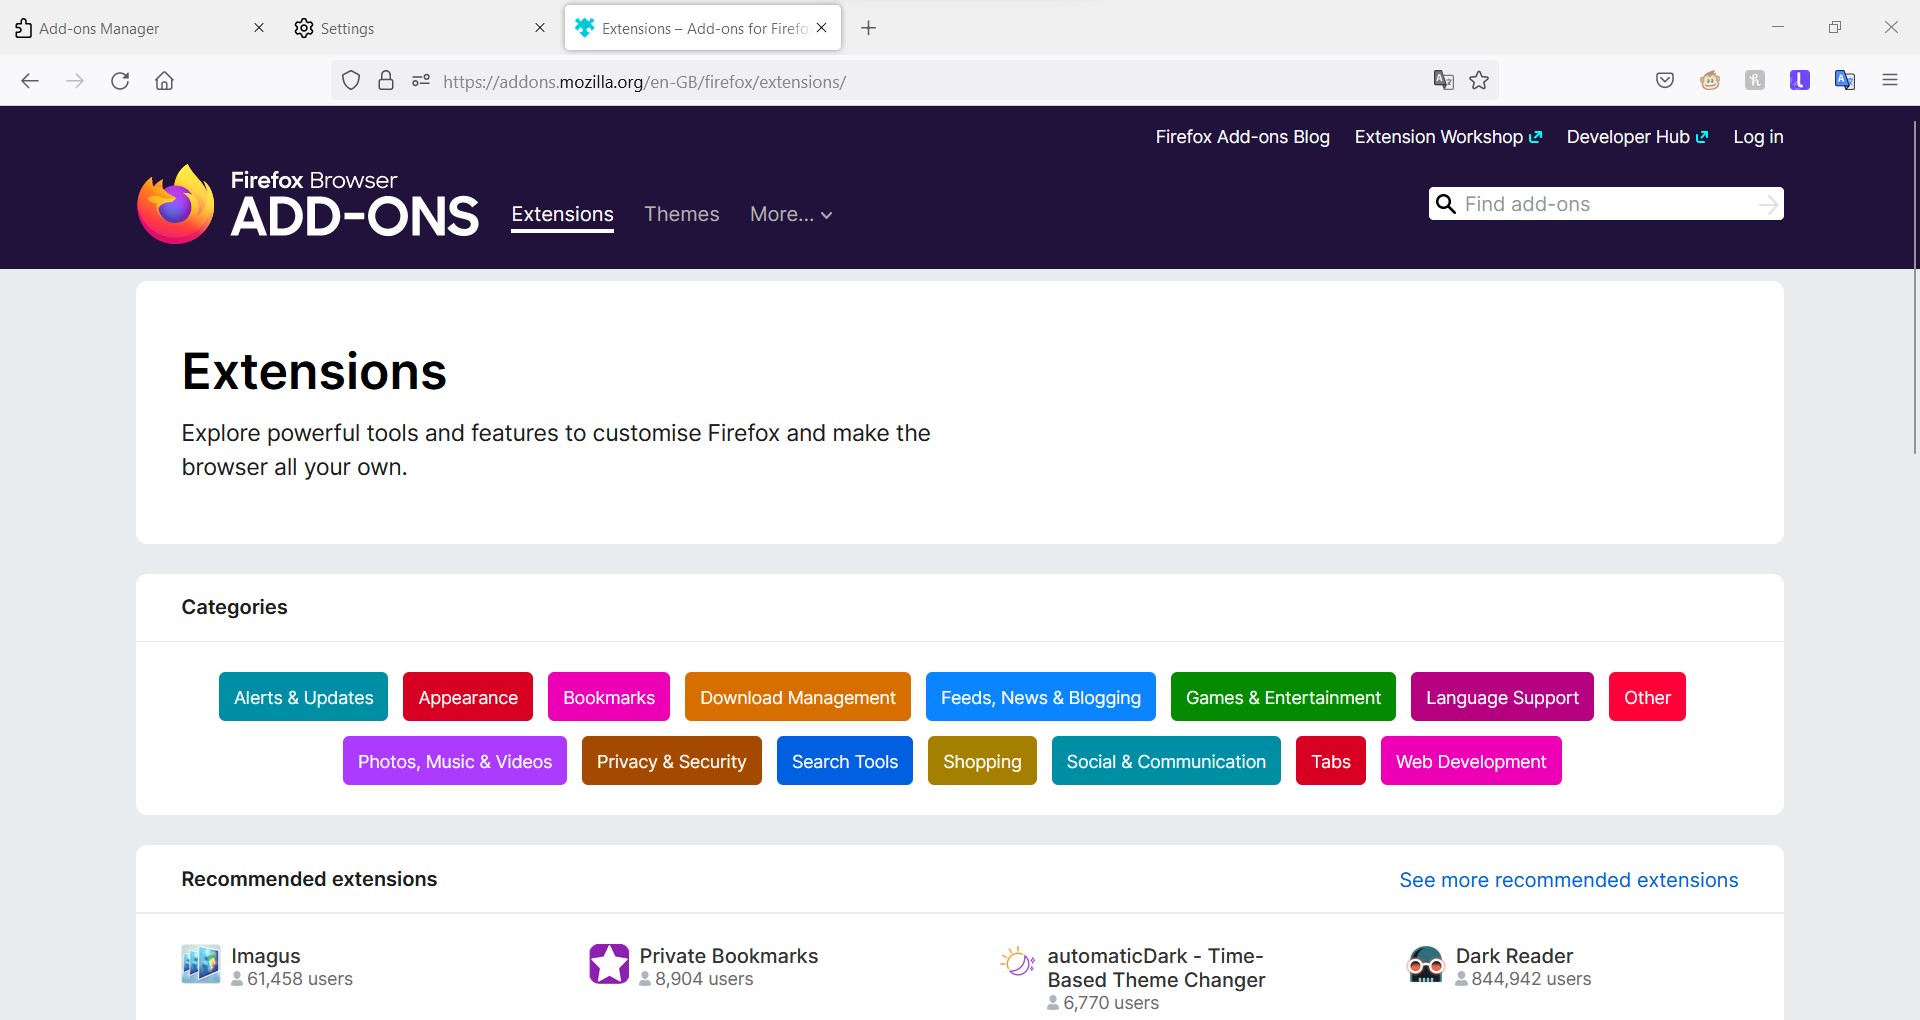 Add-ons Manager
Settings
Extensions – Add-ons for Firefo
https://addons.mozilla.org/en-GB/firefox/extensions/
Firefox Add-ons Blog
Extension Workshop
Developer Hub
Log in
Firefox Browser
ADD-ONS
Extensions
Themes
More...
Find add-ons
Extensions
Explore powerful tools and features to customise Firefox and make the
browser all your own.
Categories
Alerts & Updates
Appearance
Bookmarks
Download Management
Feeds, News & Blogging
Games & Entertainment
Language Support
Other
Photos, Music & Videos
Privacy & Security
Search Tools
Shopping
Social & Communication
Tabs
Web Development
Recommended extensions
See more recommended extensions
Imagus
61,458 users
Private Bookmarks
8,904 users
automaticDark - Time-
Based Theme Changer
6,770 users
Dark Reader
844,942 users